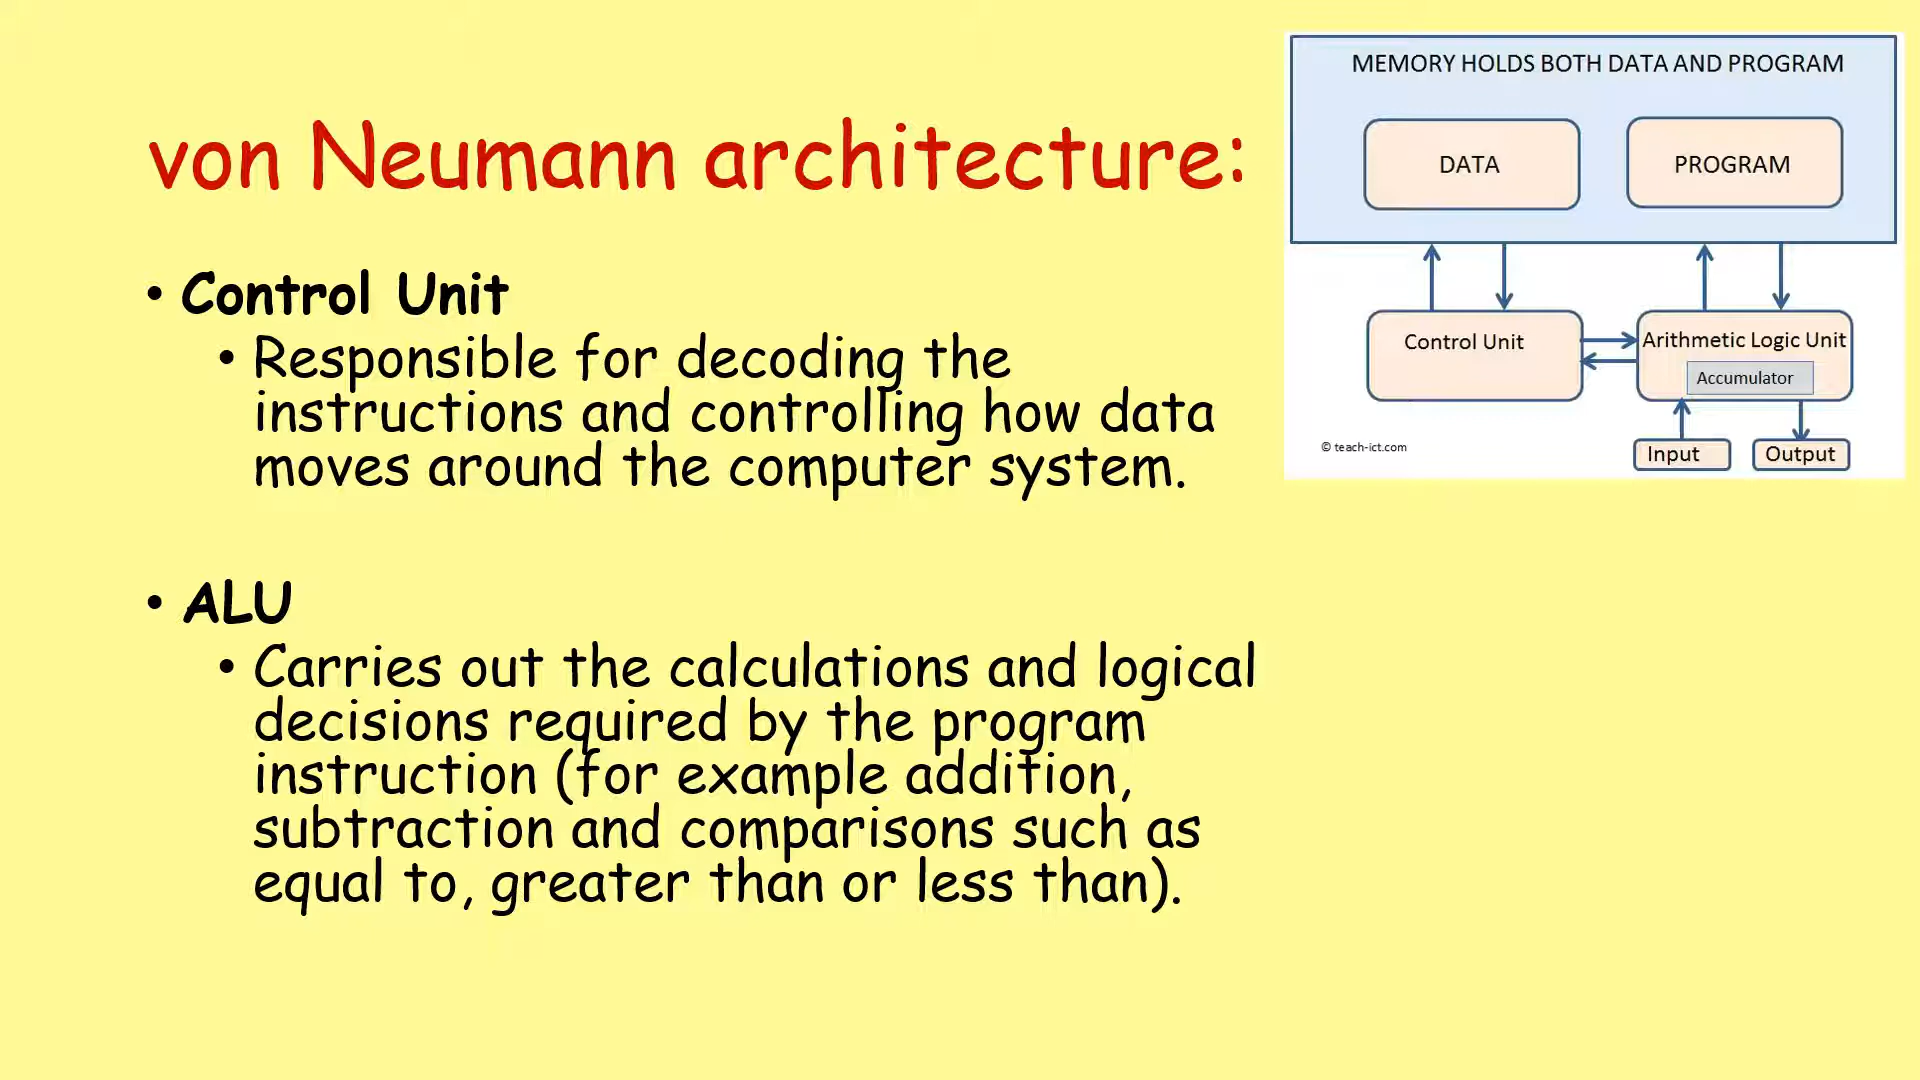 von Neumann architecture:
• Control Unit
• Responsible for decoding the
instructions and controlling how data
moves around the computer system.
• ALU
• Carries out the calculations and logical
decisions required by the program
instruction (for example addition,
subtraction and comparisons such as
equal to, greater than or less than).
MEMORY HOLDS BOTH DATA AND PROGRAM
DATA
PROGRAM
Control Unit
Arithmetic Logic Unit
Accumulator
© teach-ict.com
Input
Output